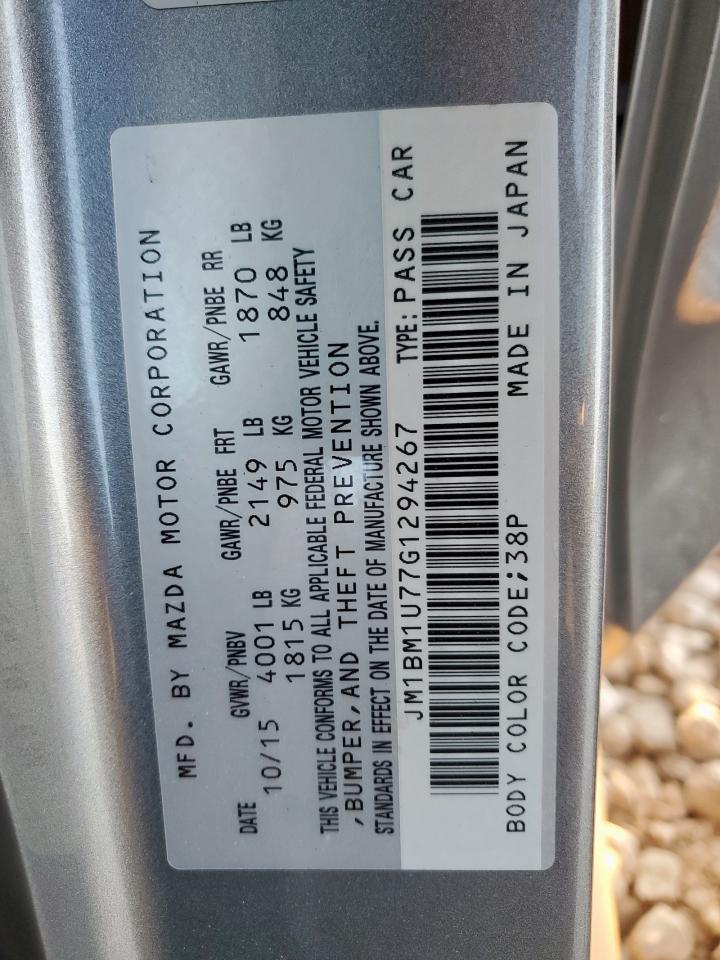 MFD. BY MAZDA MOTOR CORPORATION
DATE GVWR/PNBV GAWR/PNBE FRT GAWR/PNBE RR
10/15 4001 LB 2149 LB 1870 LB
1815 KG 975 KG 848 KG
THIS VEHICLE CONFORMS TO ALL APPLICABLE FEDERAL MOTOR VEHICLE SAFETY
,BUMPER,AND THEFT PREVENTION
STANDARDS IN EFFECT ON THE DATE OF MANUFACTURE SHOWN ABOVE.
JM1BM1U77G1294267 TYPE: PASS CAR
BODY COLOR CODE;38P MADE IN JAPAN